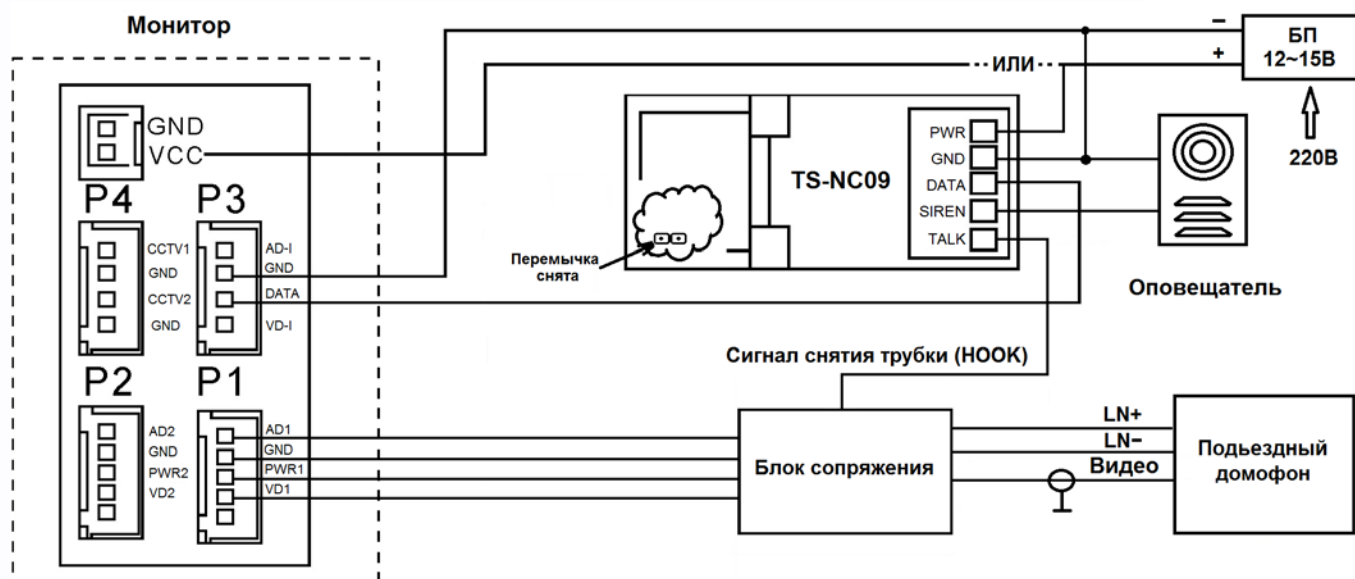 Монитор
GND
VCC
P4
P3
CCTV1
GND
CCTV2
GND
AD-I
GND
DATA
VD-I
P2
P1
AD2
GND
PWR2
VD2
AD1
GND
PWR1
VD1
ИЛИ
−
+
БП
12~15В
220В
TS-NC09
PWR
GND
DATA
SIREN
TALK
Перемычка
снята
Оповещатель
Сигнал снятия трубки (HOOK)
Блок сопряжения
LN+
LN−
Видео
Подьездный
домофон